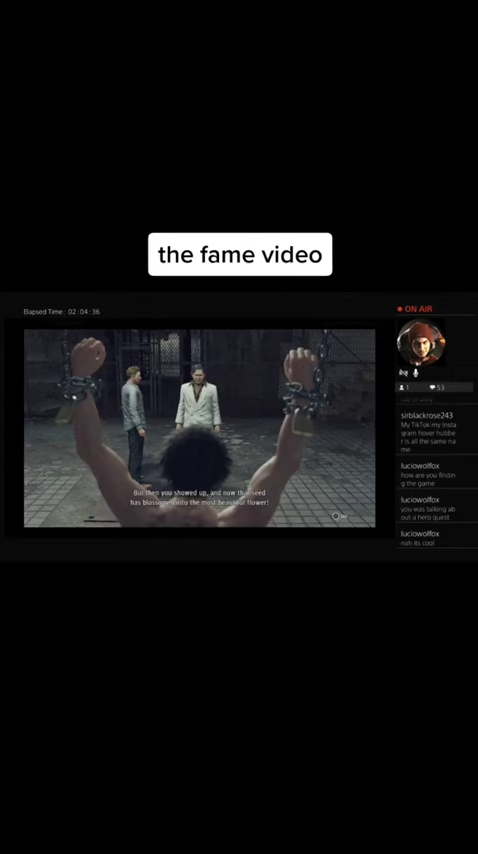 the fame video
Elapsed Time : 02:04:36
ON AIR
1
53
sirblackrose243
My TikTok my Insta
gram hover hubbe
r is all the same na
me
luciowolfox
how are you findin
g the game
luciowolfox
you was talking ab
out a hero quest
luciowolfox
nah its cool
But then you showed up, and now that seed
has blossomed into the most beautiful flower!